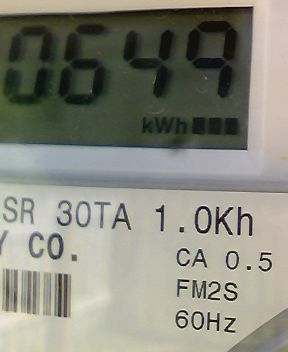 0649
kWh
SR 30TA 1.0Kh
Y CO.
CA 0.5
FM2S
60Hz